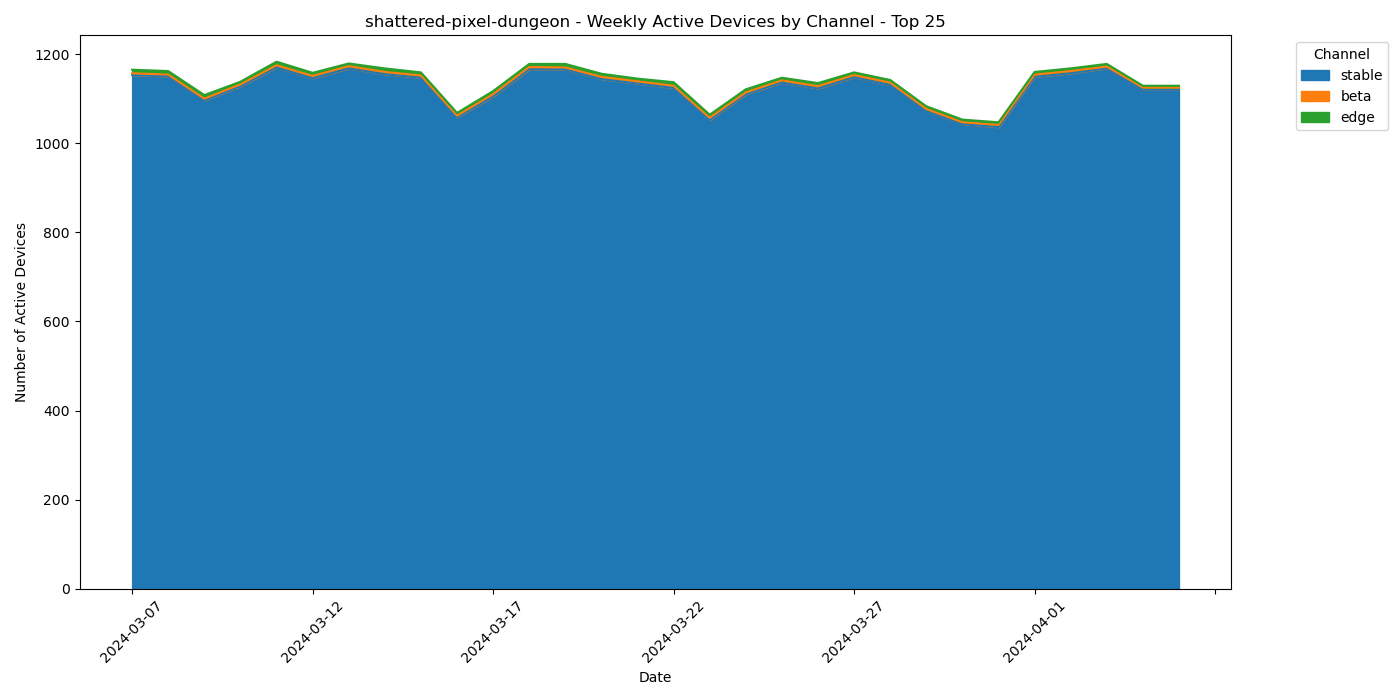 shattered-pixel-dungeon - Weekly Active Devices by Channel - Top 25
Channel
stable
beta
edge
Number of Active Devices
1200
1000
800
600
400
200
0
2024-03-07
2024-03-12
2024-03-17
2024-03-22
2024-03-27
2024-04-01
Date